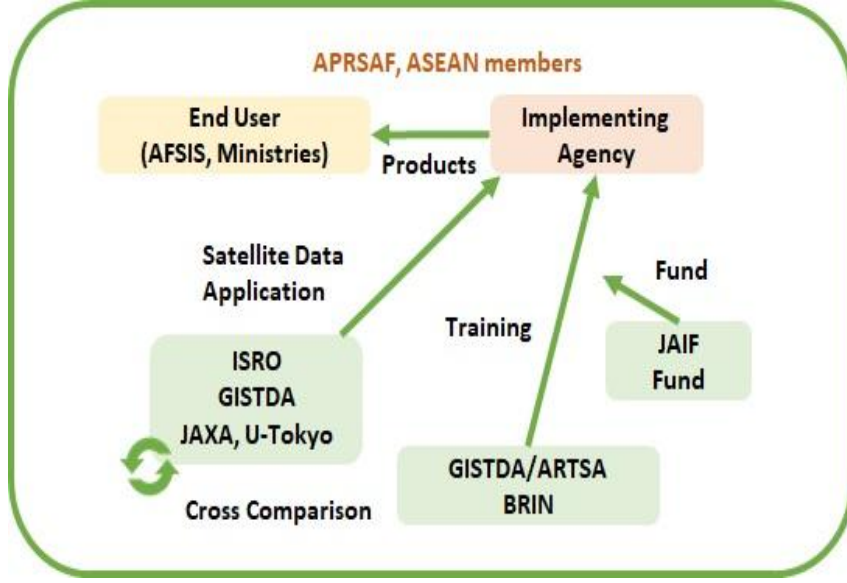 APRSAF, ASEAN members
End User
(AFSIS, Ministries)
Implementing
Agency
Products
Satellite Data
Application
Fund
Training
JAIF
Fund
ISRO
GISTDA
JAXA, U-Tokyo
GISTDA/ARTSA
BRIN
Cross Comparison